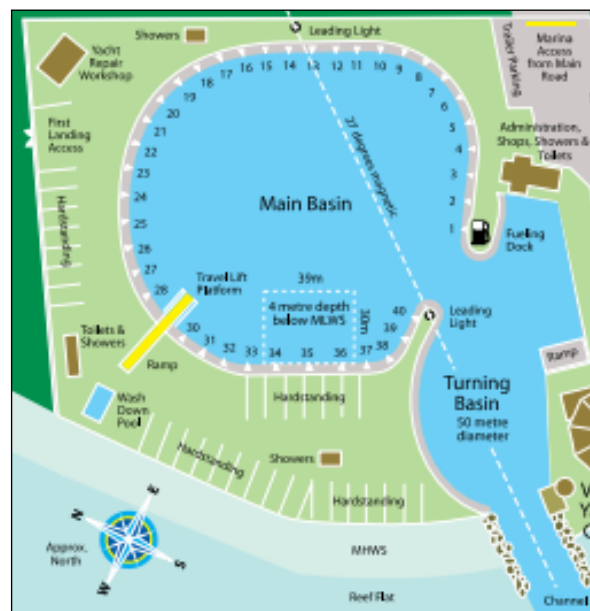 Showers
Leading Light
Yacht
Repair
Workshop
Trailer Parking
Marina
Access
from Main
Road
18
17
16
15
14
13
12
11
10
9
8
7
6
5
4
3
2
1
19
20
21
22
23
24
25
26
27
28
First
Landing
Access
Hardstanding
Administration,
Shops, Showers &
Toilets
27 degrees magnetic
Main Basin
Fueling
Dock
Travel Lift
Platform
39m
4 metre depth
below MLWS
30m
30
31
32
33
34
35
36
37
38
39
40
Leading
Light
Toilets &
Showers
Ramp
Ramp
Wash
Down
Pool
Hardstanding
Turning
Basin
50 metre
diameter
Hardstanding
Showers
Hardstanding
N
E
S
W
Approx.
North
MHWS
Reef Flat
Channel